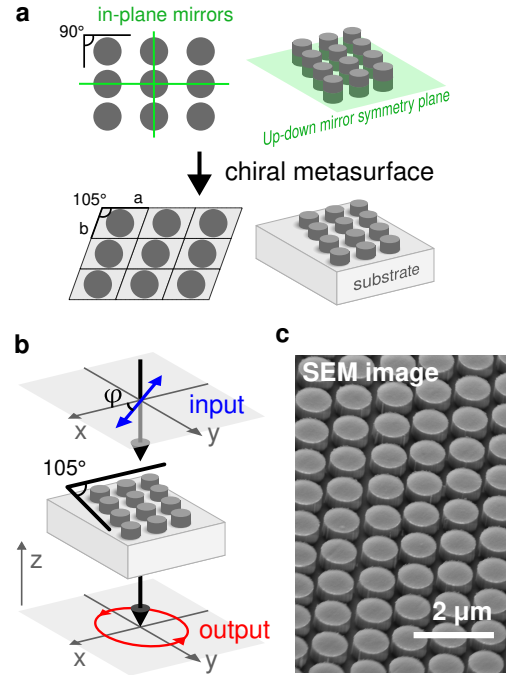 a
in-plane mirrors
90°
Up-down mirror symmetry plane
chiral metasurface
105°
a
b
substrate
b
φ
input
x
y
105°
z
output
x
y
c
SEM image
2 μm